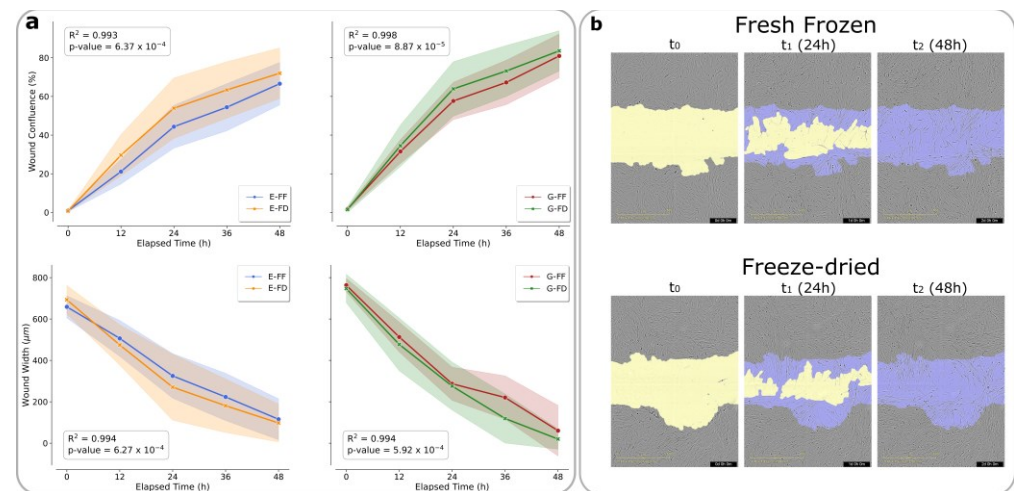 a
R² = 0.993
p-value = 6.37 x 10⁻⁴
Wound Confluence (%)
80
60
40
20
0
E-FF
E-FD
0 12 24 36 48
Elapsed Time (h)
R² = 0.998
p-value = 8.87 x 10⁻⁵
G-FF
G-FD
0 12 24 36 48
Elapsed Time (h)
E-FF
E-FD
Wound Width (μm)
800
600
400
200
0
R² = 0.994
p-value = 6.27 x 10⁻⁴
0 12 24 36 48
Elapsed Time (h)
G-FF
G-FD
R² = 0.994
p-value = 5.92 x 10⁻⁴
0 12 24 36 48
Elapsed Time (h)
b
Fresh Frozen
t₀ t₁ (24h) t₂ (48h)
Freeze-dried
t₀ t₁ (24h) t₂ (48h)